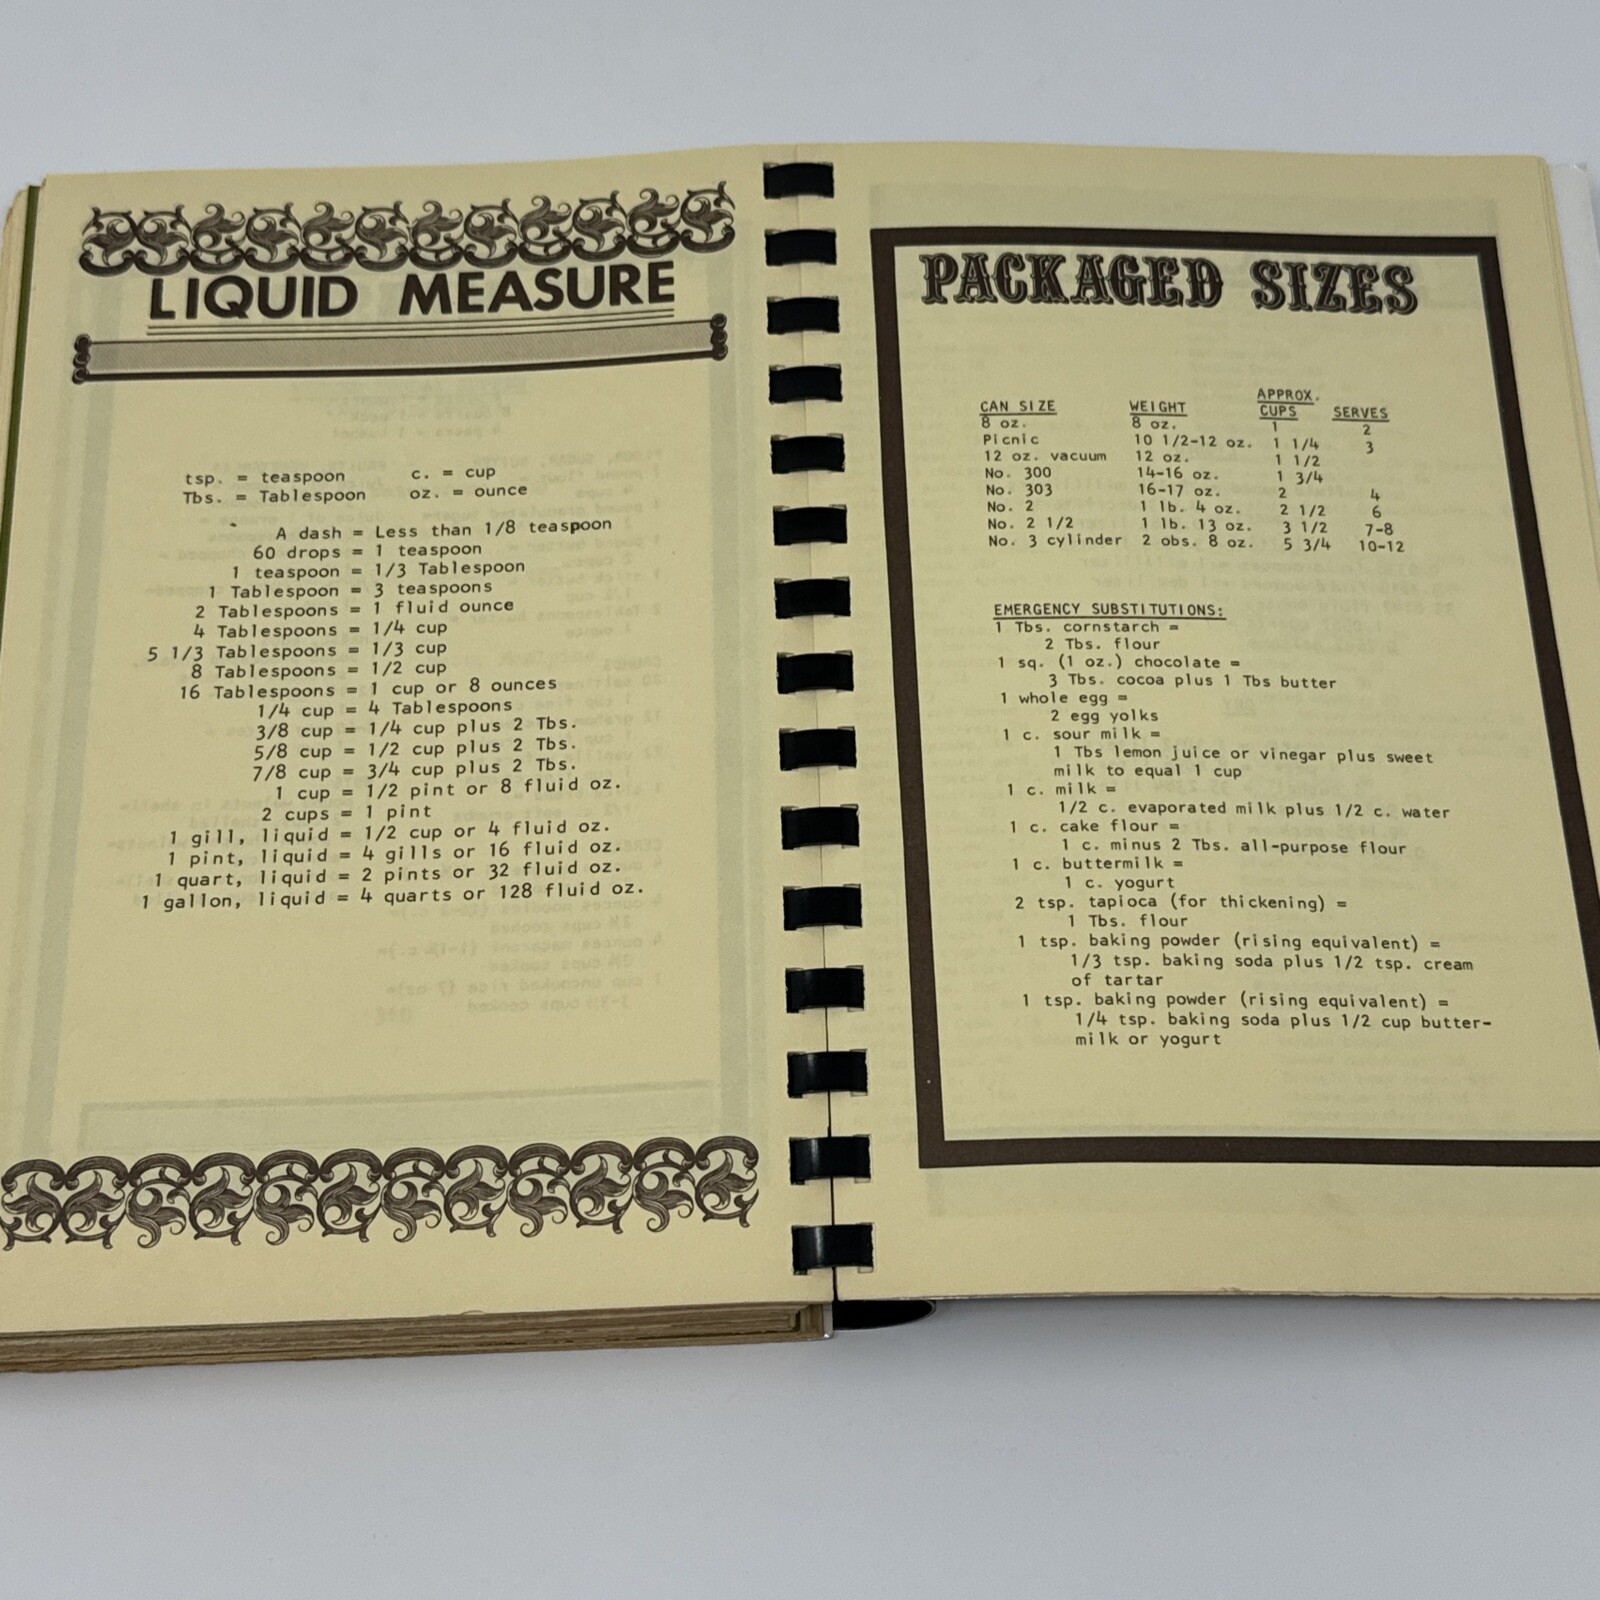 LIQUID MEASURE
tsp. = teaspoon c. = cup
Tbs. = Tablespoon oz. = ounce
A dash = Less than 1/8 teaspoon
60 drops = 1 teaspoon
1 teaspoon = 1/3 Tablespoon
1 Tablespoon = 3 teaspoons
2 Tablespoons = 1 fluid ounce
4 Tablespoons = 1/4 cup
5 1/3 Tablespoons = 1/3 cup
8 Tablespoons = 1/2 cup
16 Tablespoons = 1 cup or 8 ounces
1/4 cup = 4 Tablespoons
3/8 cup = 1/4 cup plus 2 Tbs.
5/8 cup = 1/2 cup plus 2 Tbs.
7/8 cup = 3/4 cup plus 2 Tbs.
1 cup = 1/2 pint or 8 fluid oz.
2 cups = 1 pint
1 gill, liquid = 1/2 cup or 4 fluid oz.
1 pint, liquid = 4 gills or 16 fluid oz.
1 quart, liquid = 2 pints or 32 fluid oz.
1 gallon, liquid = 4 quarts or 128 fluid oz.
PACKAGED SIZES
APPROX.
CAN SIZE WEIGHT CUPS SERVES
8 oz. 8 oz. 1 2
Picnic 10 1/2-12 oz. 1 1/4 3
12 oz. vacuum 12 oz. 1 1/2
No. 300 14-16 oz. 1 3/4
No. 303 16-17 oz. 2 4
No. 2 1 lb. 4 oz. 2 1/2 6
No. 2 1/2 1 lb. 13 oz. 3 1/2 7-8
No. 3 cylinder 2 obs. 8 oz. 5 3/4 10-12
EMERGENCY SUBSTITUTIONS:
1 Tbs. cornstarch =
2 Tbs. flour
1 sq. (1 oz.) chocolate =
3 Tbs. cocoa plus 1 Tbs butter
1 whole egg =
2 egg yolks
1 c. sour milk =
1 Tbs lemon juice or vinegar plus sweet
milk to equal 1 cup
1 c. milk =
1/2 c. evaporated milk plus 1/2 c. water
1 c. cake flour =
1 c. minus 2 Tbs. all-purpose flour
1 c. buttermilk =
1 c. yogurt
2 tsp. tapioca (for thickening) =
1 Tbs. flour
1 tsp. baking powder (rising equivalent) =
1/3 tsp. baking soda plus 1/2 tsp. cream
of tartar
1 tsp. baking powder (rising equivalent) =
1/4 tsp. baking soda plus 1/2 cup butter-
milk or yogurt